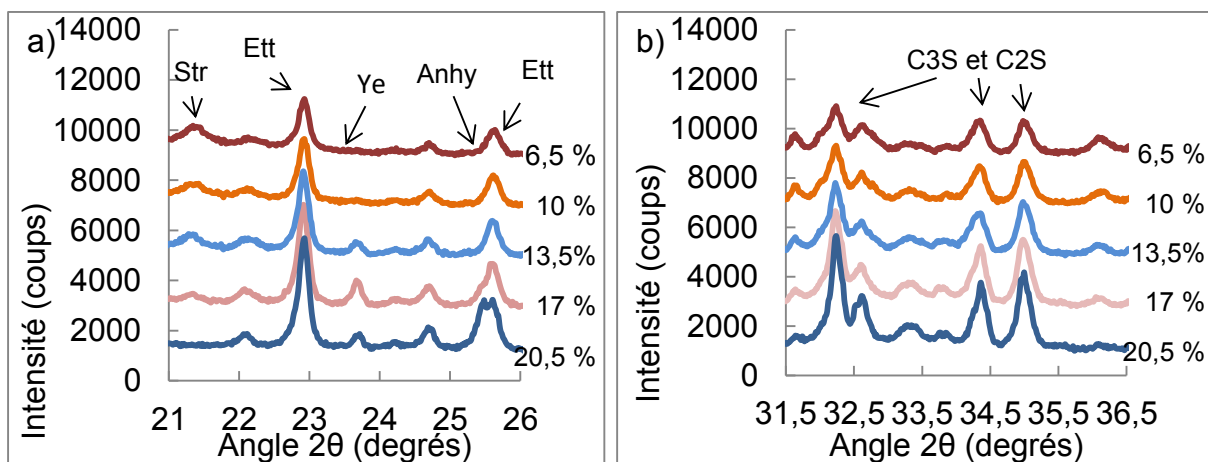 a)
14000
12000
10000
8000
6000
4000
2000
0
Intensité (coups)
Str
Ett
Ye
Anhy
Ett
6,5 %
10 %
13,5%
17 %
20,5 %
21 22 23 24 25 26
Angle 2θ (degrés)
b)
14000
12000
10000
8000
6000
4000
2000
0
Intensité (coups)
C3S et C2S
6,5 %
10 %
13,5%
17 %
20,5 %
31,5 32,5 33,5 34,5 35,5 36,5
Angle 2θ (degrés)